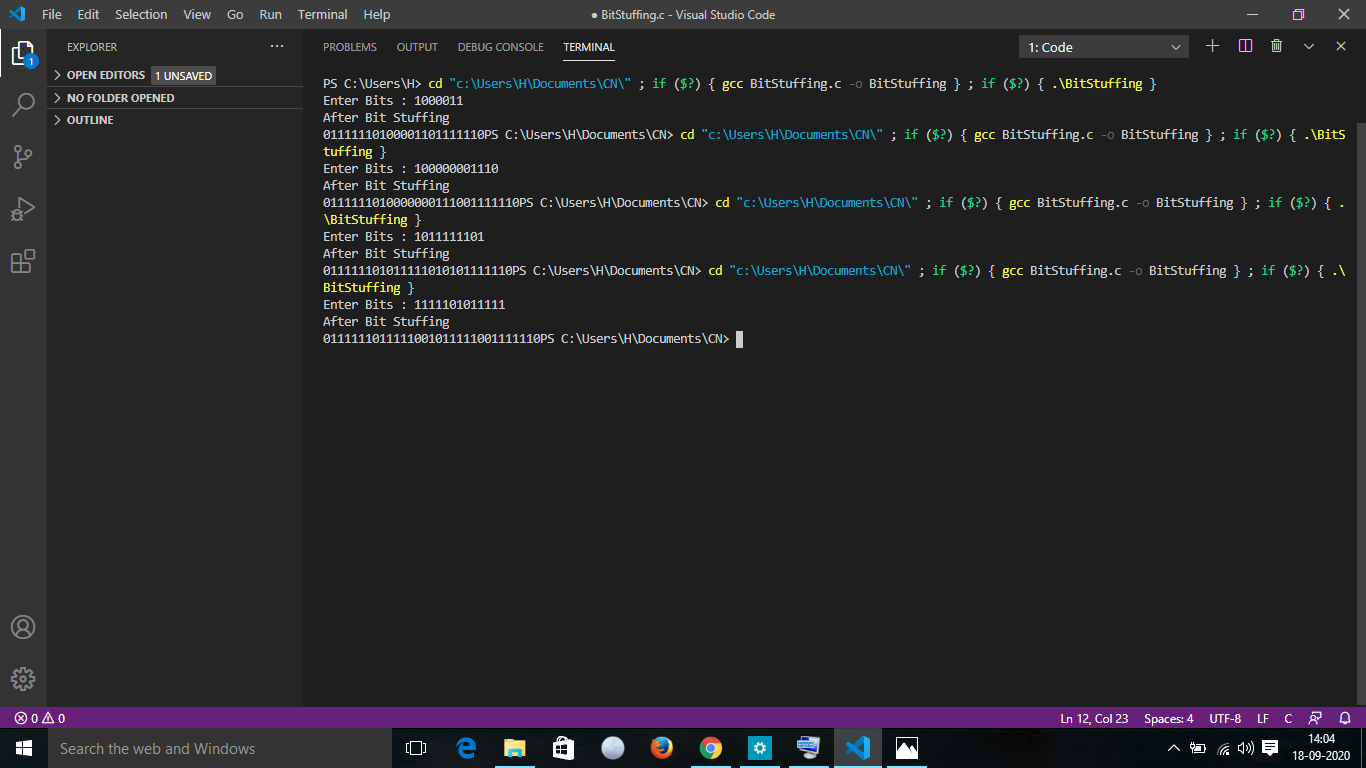 File Edit Selection View Go Run Terminal Help
● BitStuffing.c - Visual Studio Code
EXPLORER
OPEN EDITORS 1 UNSAVED
NO FOLDER OPENED
OUTLINE
1
PROBLEMS OUTPUT DEBUG CONSOLE TERMINAL
1: Code
PS C:\Users\H> cd "c:\Users\H\Documents\CN\" ; if ($?) { gcc BitStuffing.c -o BitStuffing } ; if ($?) { .\BitStuffing }
Enter Bits : 1000011
After Bit Stuffing
01111110100001101111110PS C:\Users\H\Documents\CN> cd "c:\Users\H\Documents\CN\" ; if ($?) { gcc BitStuffing.c -o BitStuffing } ; if ($?) { .\BitS
tuffing }
Enter Bits : 100000001110
After Bit Stuffing
0111111010000000111001111110PS C:\Users\H\Documents\CN> cd "c:\Users\H\Documents\CN\" ; if ($?) { gcc BitStuffing.c -o BitStuffing } ; if ($?) { .
\BitStuffing }
Enter Bits : 1011111101
After Bit Stuffing
011111101011111010101111110PS C:\Users\H\Documents\CN> cd "c:\Users\H\Documents\CN\" ; if ($?) { gcc BitStuffing.c -o BitStuffing } ; if ($?) { .\
BitStuffing }
Enter Bits : 1111101011111
After Bit Stuffing
0111111011111001011111001111110PS C:\Users\H\Documents\CN>
0 0
Ln 12, Col 23 Spaces: 4 UTF-8 LF C
Search the web and Windows
14:04
18-09-2020